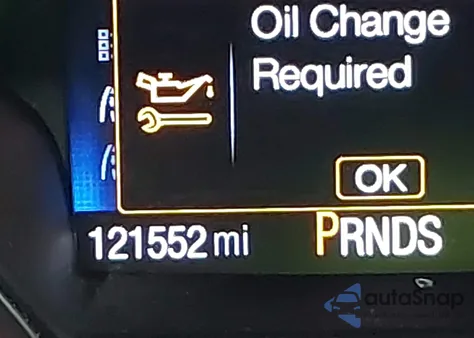 Oil Change
Required
OK
121552 mi PRNDS
autoSnap